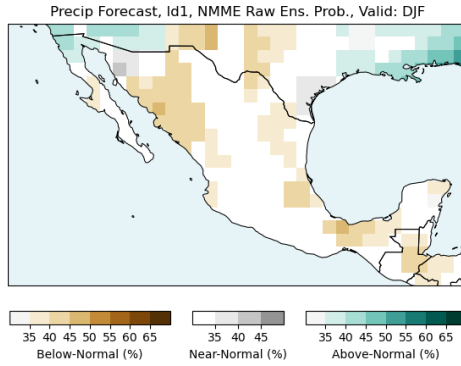 Precip Forecast, ld1, NMME Raw Ens. Prob., Valid: DJF
35 40 45 50 55 60 65 35 40 45 35 40 45 50 55 60 65
Below-Normal (%) Near-Normal (%) Above-Normal (%)